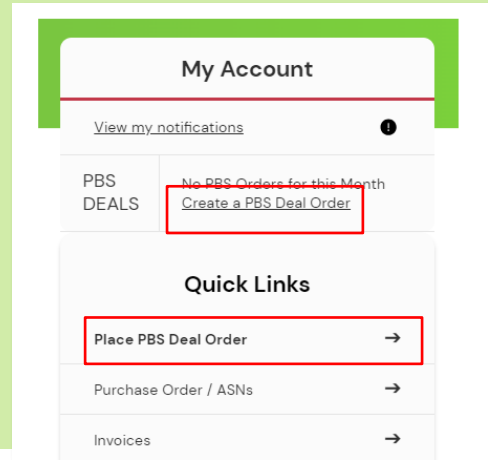 My Account
View my notifications
PBS
DEALS
No PBS Orders for this Month
Create a PBS Deal Order
Quick Links
Place PBS Deal Order
Purchase Order / ASNs
Invoices